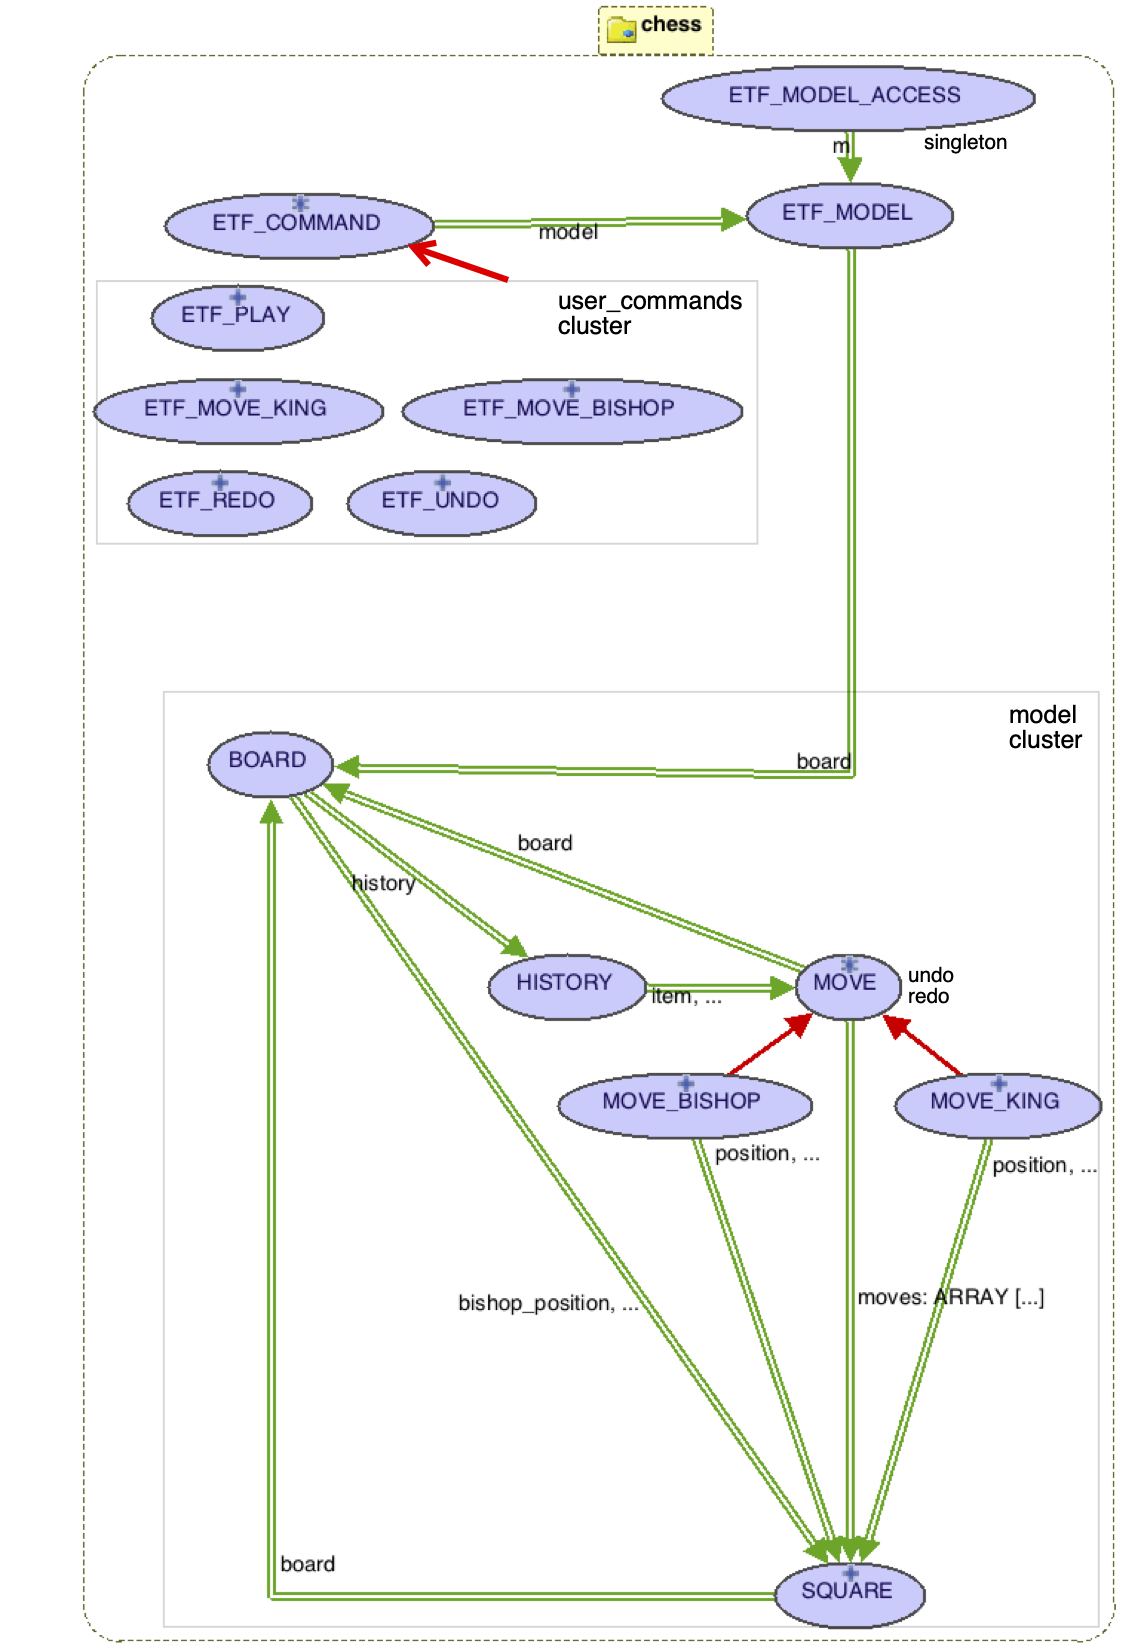 chess
ETF_MODEL_ACCESS
singleton
m
ETF_COMMAND
model
ETF_MODEL
user_commands
cluster
ETF_PLAY
ETF_MOVE_KING
ETF_MOVE_BISHOP
ETF_REDO
ETF_UNDO
model
cluster
BOARD
board
board
history
HISTORY
item, ...
MOVE
undo
redo
MOVE_BISHOP
MOVE_KING
position, ...
position, ...
bishop_position, ...
moves: ARRAY [...]
board
SQUARE